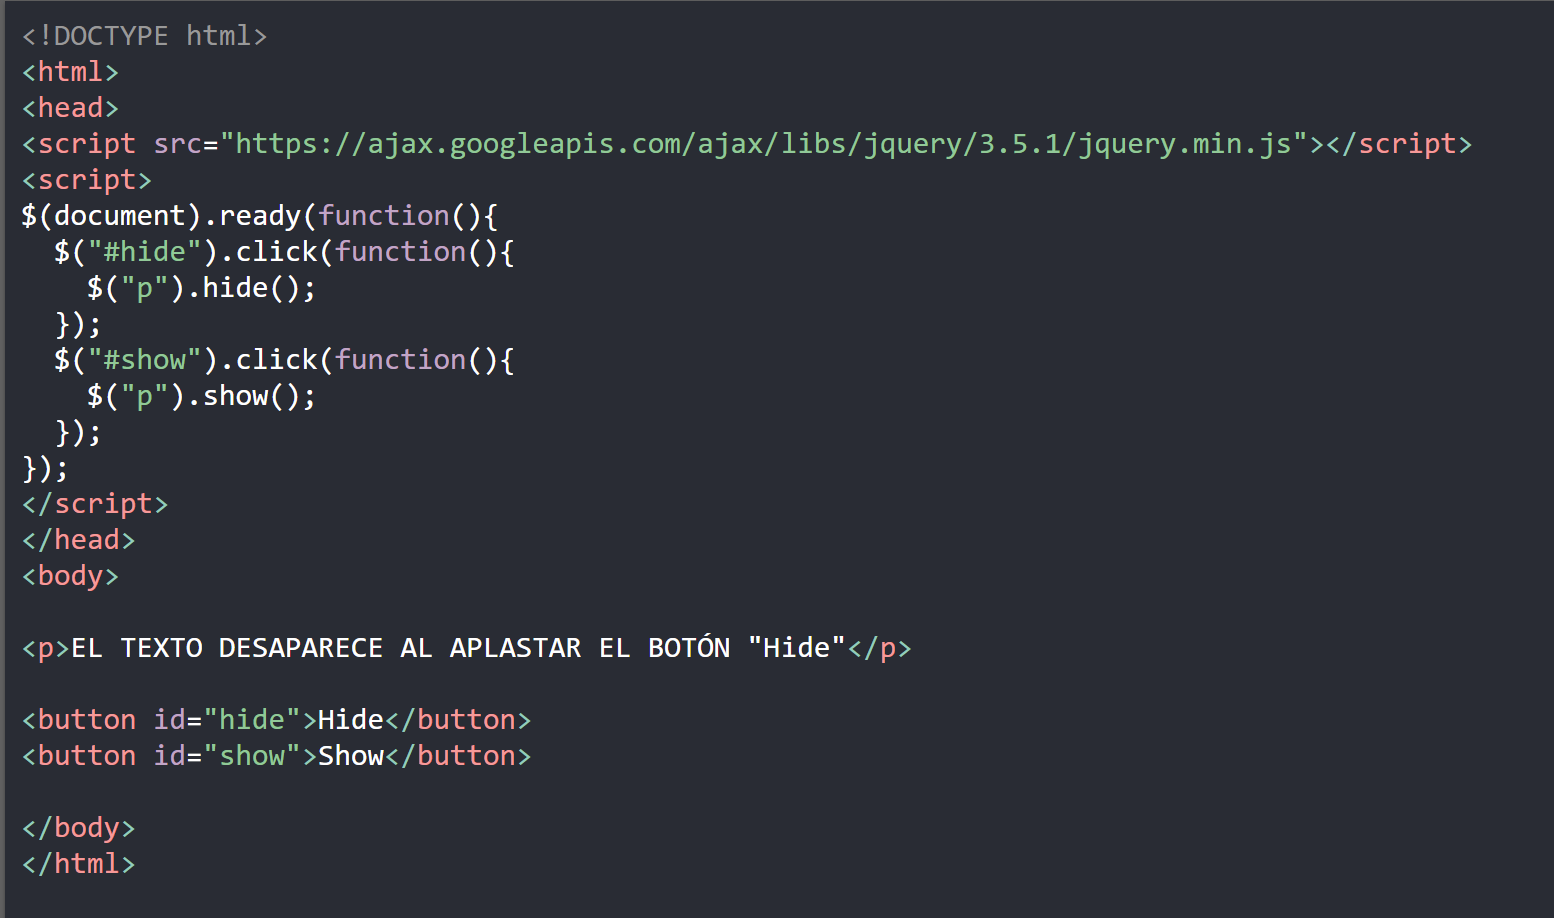 <!DOCTYPE html>
<html>
<head>
<script src="https://ajax.googleapis.com/ajax/libs/jquery/3.5.1/jquery.min.js"></script>
<script>
$(document).ready(function(){
  $("#hide").click(function(){
    $("p").hide();
  });
  $("#show").click(function(){
    $("p").show();
  });
});
</script>
</head>
<body>
<p>EL TEXTO DESAPARECE AL APLASTAR EL BOTÓN "Hide"</p>
<button id="hide">Hide</button>
<button id="show">Show</button>
</body>
</html>